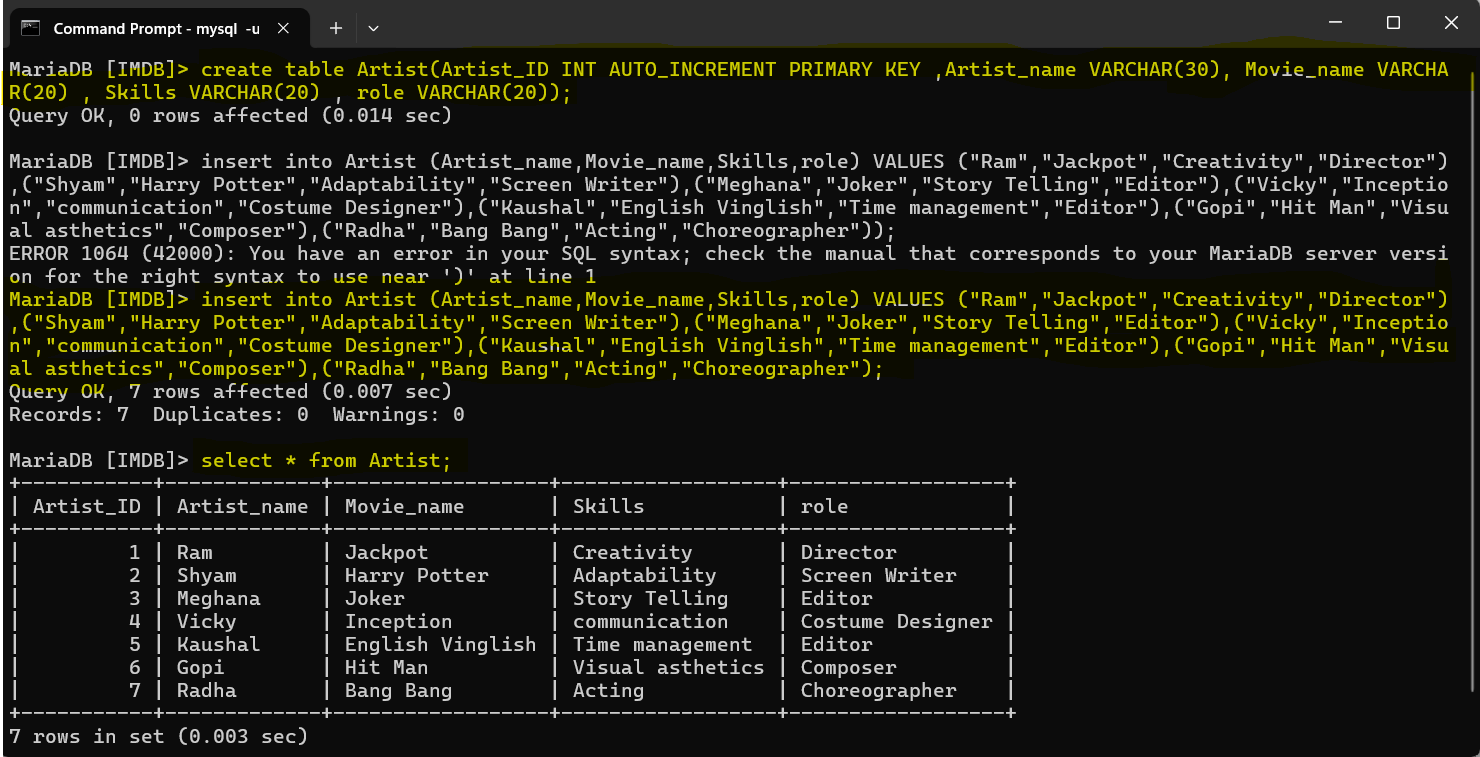 Command Prompt - mysql -u
MariaDB [IMDB]> create table Artist(Artist_ID INT AUTO_INCREMENT PRIMARY KEY ,Artist_name VARCHAR(30), Movie_name VARCHA
R(20) , Skills VARCHAR(20) , role VARCHAR(20));
Query OK, 0 rows affected (0.014 sec)
MariaDB [IMDB]> insert into Artist (Artist_name,Movie_name,Skills,role) VALUES ("Ram","Jackpot","Creativity","Director")
,("Shyam","Harry Potter","Adaptability","Screen Writer"),("Meghana","Joker","Story Telling","Editor"),("Vicky","Inceptio
n","communication","Costume Designer"),("Kaushal","English Vinglish","Time management","Editor"),("Gopi","Hit Man","Visu
al asthetics","Composer"),("Radha","Bang Bang","Acting","Choreographer"));
ERROR 1064 (42000): You have an error in your SQL syntax; check the manual that corresponds to your MariaDB server versi
on for the right syntax to use near ')' at line 1
MariaDB [IMDB]> insert into Artist (Artist_name,Movie_name,Skills,role) VALUES ("Ram","Jackpot","Creativity","Director")
,("Shyam","Harry Potter","Adaptability","Screen Writer"),("Meghana","Joker","Story Telling","Editor"),("Vicky","Inceptio
n","communication","Costume Designer"),("Kaushal","English Vinglish","Time management","Editor"),("Gopi","Hit Man","Visu
al asthetics","Composer"),("Radha","Bang Bang","Acting","Choreographer");
Query OK, 7 rows affected (0.007 sec)
Records: 7  Duplicates: 0  Warnings: 0
MariaDB [IMDB]> select * from Artist;
+-----------+-------------+------------------+------------------+------------------+
| Artist_ID | Artist_name | Movie_name       | Skills           | role             |
+-----------+-------------+------------------+------------------+------------------+
|         1 | Ram         | Jackpot          | Creativity       | Director         |
|         2 | Shyam       | Harry Potter     | Adaptability     | Screen Writer    |
|         3 | Meghana     | Joker            | Story Telling    | Editor           |
|         4 | Vicky       | Inception        | communication    | Costume Designer |
|         5 | Kaushal     | English Vinglish | Time management  | Editor           |
|         6 | Gopi        | Hit Man          | Visual asthetics | Composer         |
|         7 | Radha       | Bang Bang        | Acting           | Choreographer    |
+-----------+-------------+------------------+------------------+------------------+
7 rows in set (0.003 sec)